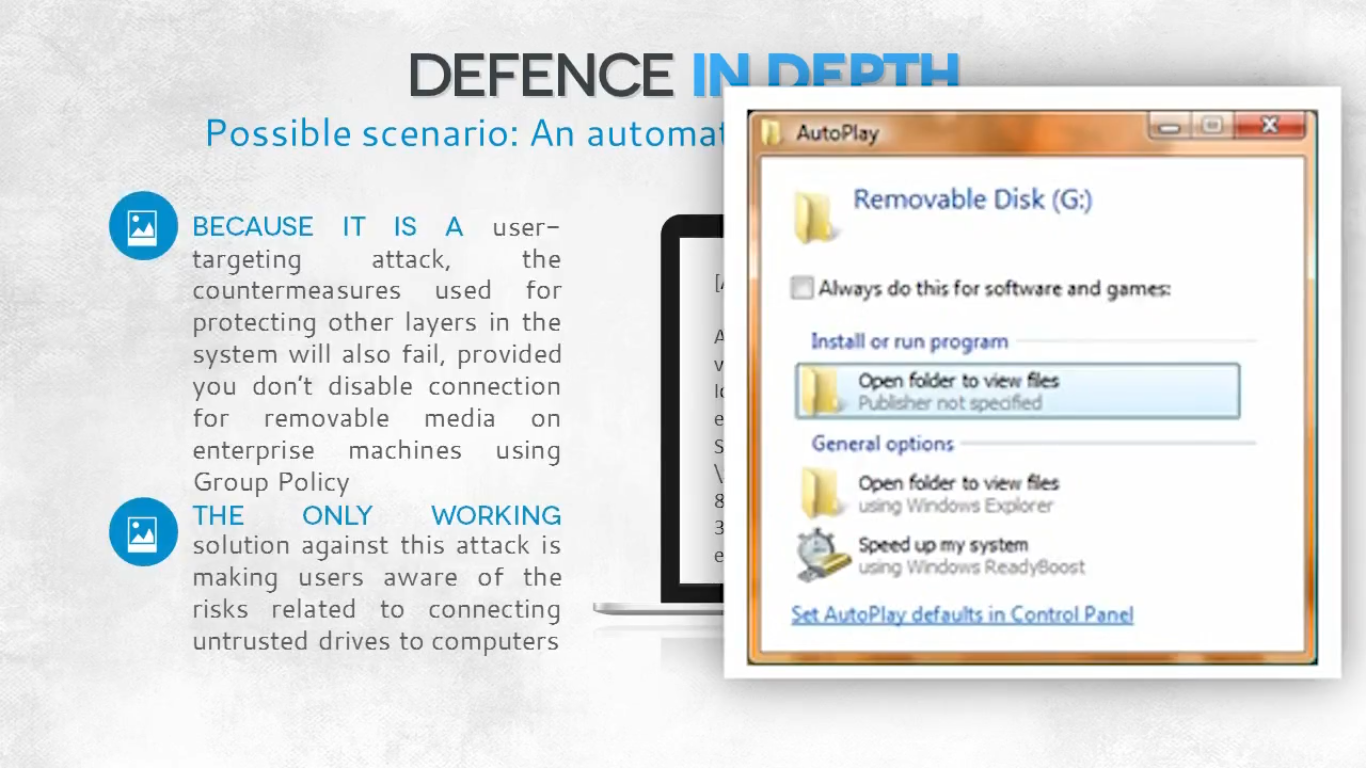 DEFENCE IN DEPTH
Possible scenario: An
BECAUSE IT IS A user-
targeting attack, the
countermeasures used for
protecting other layers in the
system will also fail, provided
you don't disable connection
for removable media on
enterprise machines using
Group Policy
THE ONLY WORKING
solution against this attack is
making users aware of the
risks related to connecting
untrusted drives to computers
AutoPlay
Removable Disk (G:)
Always do this for software and games:
Install or run program
Open folder to view files
Publisher not specified
General options
Open folder to view files
using Windows Explorer
Speed up my system
using Windows ReadyBoost
Set AutoPlay defaults in Control Panel